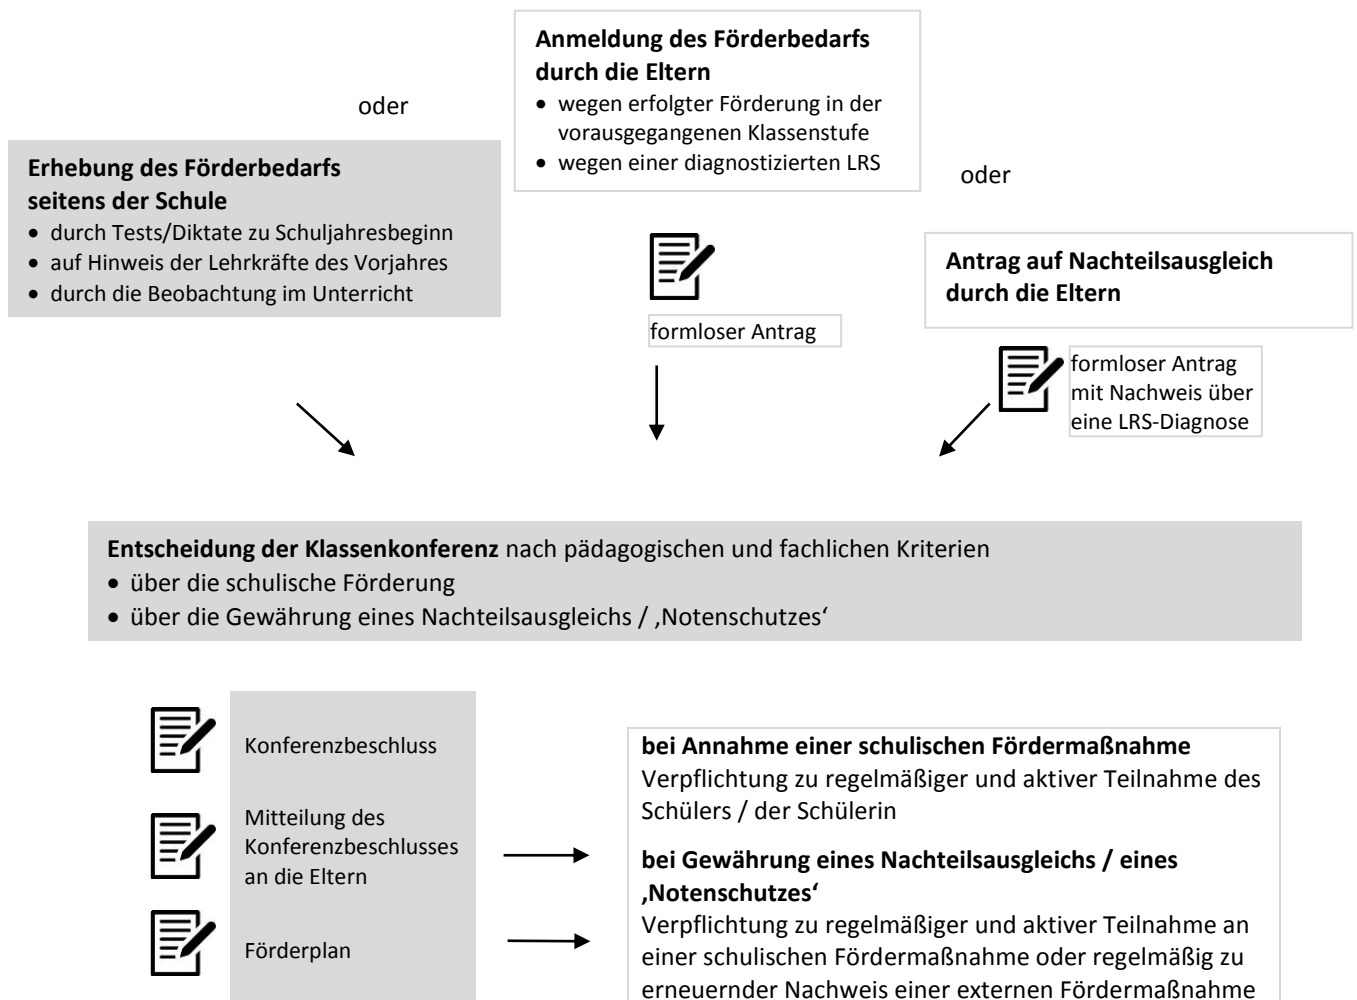 Anmeldung des Förderbedarfs
durch die Eltern
• wegen erfolgter Förderung in der
vorausgegangenen Klassenstufe
• wegen einer diagnostizierten LRS
oder
Erhebung des Förderbedarfs
seitens der Schule
• durch Tests/Diktate zu Schuljahresbeginn
• auf Hinweis der Lehrkräfte des Vorjahres
• durch die Beobachtung im Unterricht
oder
formloser Antrag
Antrag auf Nachteilsausgleich
durch die Eltern
formloser Antrag
mit Nachweis über
eine LRS-Diagnose
Entscheidung der Klassenkonferenz nach pädagogischen und fachlichen Kriterien
• über die schulische Förderung
• über die Gewährung eines Nachteilsausgleichs / ‚Notenschutzes‘
Konferenzbeschluss
Mitteilung des
Konferenzbeschlusses
an die Eltern
Förderplan
bei Annahme einer schulischen Fördermaßnahme
Verpflichtung zu regelmäßiger und aktiver Teilnahme des
Schülers / der Schülerin
bei Gewährung eines Nachteilsausgleichs / eines
‚Notenschutzes‘
Verpflichtung zu regelmäßiger und aktiver Teilnahme an
einer schulischen Fördermaßnahme oder regelmäßig zu
erneuernder Nachweis einer externen Fördermaßnahme